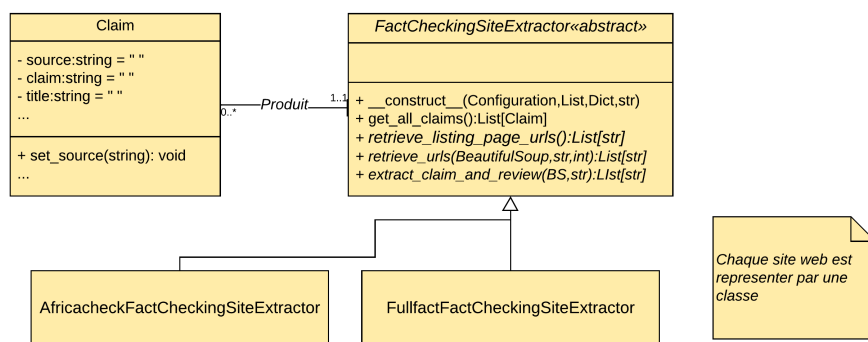 Claim
- source:string = " "
- claim:string = " "
- title:string = " "
...
+ set_source(string): void
...
0..*
Produit
1..1
FactCheckingSiteExtractor«abstract»
+ __construct__(Configuration,List,Dict,str)
+ get_all_claims():List[Claim]
+ retrieve_listing_page_urls():List[str]
+ retrieve_urls(BeautifulSoup,str,int):List[str]
+ extract_claim_and_review(BS,str):LIst[str]
AfricacheckFactCheckingSiteExtractor
FullfactFactCheckingSiteExtractor
Chaque site web est
representer par une
classe